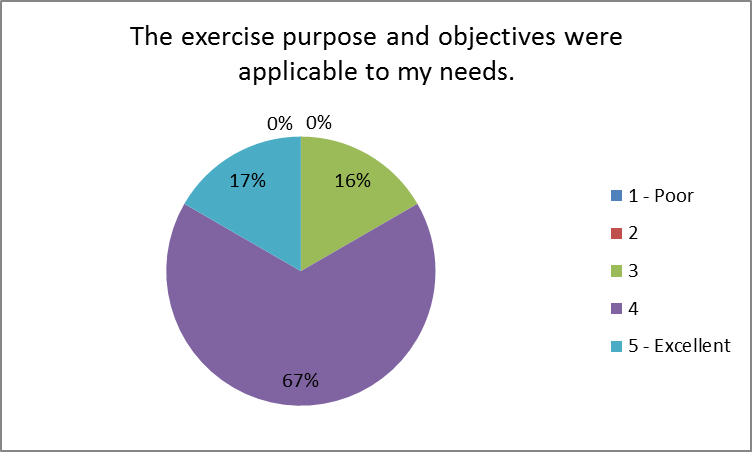 The exercise purpose and objectives were
applicable to my needs.
0% 0%
17% 16%
67%
1 - Poor
2
3
4
5 - Excellent